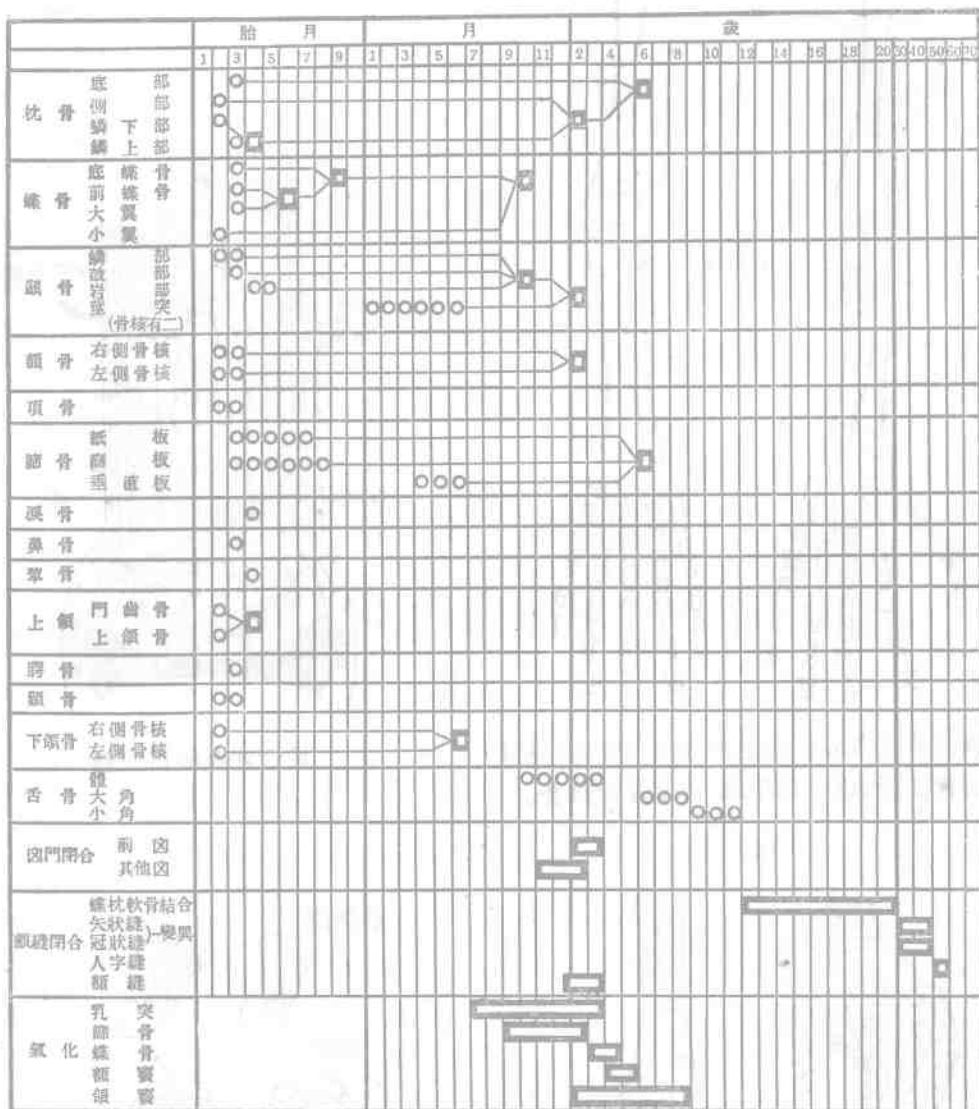 胎月 月 歲
1 3 5 7 9 1 3 5 7 9 11 2 4 6 8 10 12 14 16 18 20 30 40 50 60 70
枕骨 底部
側部
鱗下部
鱗上部
蝶骨 底蝶骨
前蝶骨
大翼
小翼
顳骨 鱗部
鼓部
岩部
莖突
(骨核有二)
額骨 右側骨核
左側骨核
頂骨
篩骨 紙板
篩板
垂直板
淚骨
鼻骨
犂骨
上頜 門齒骨
上頜骨
腭骨
顴骨
下頜骨 右側骨核
左側骨核
舌骨 體
大角
小角
囟門閉合 前囟
其他囟
顱縫閉合 蝶枕軟骨結合
矢狀縫
冠狀縫 )-變異
人字縫
額縫
氣化 乳突
篩骨
蝶骨
額竇
頜竇